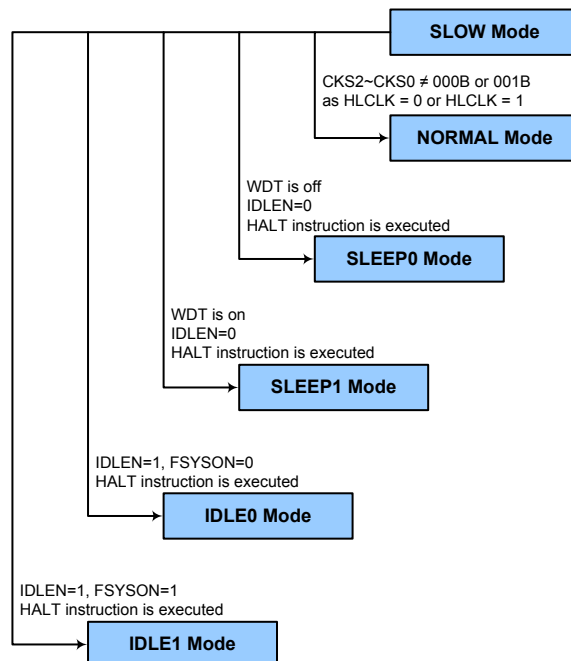 SLOW Mode
CKS2~CKS0 ≠ 000B or 001B
as HLCLK = 0 or HLCLK = 1
NORMAL Mode
WDT is off
IDLEN=0
HALT instruction is executed
SLEEP0 Mode
WDT is on
IDLEN=0
HALT instruction is executed
SLEEP1 Mode
IDLEN=1, FSYSON=0
HALT instruction is executed
IDLE0 Mode
IDLEN=1, FSYSON=1
HALT instruction is executed
IDLE1 Mode